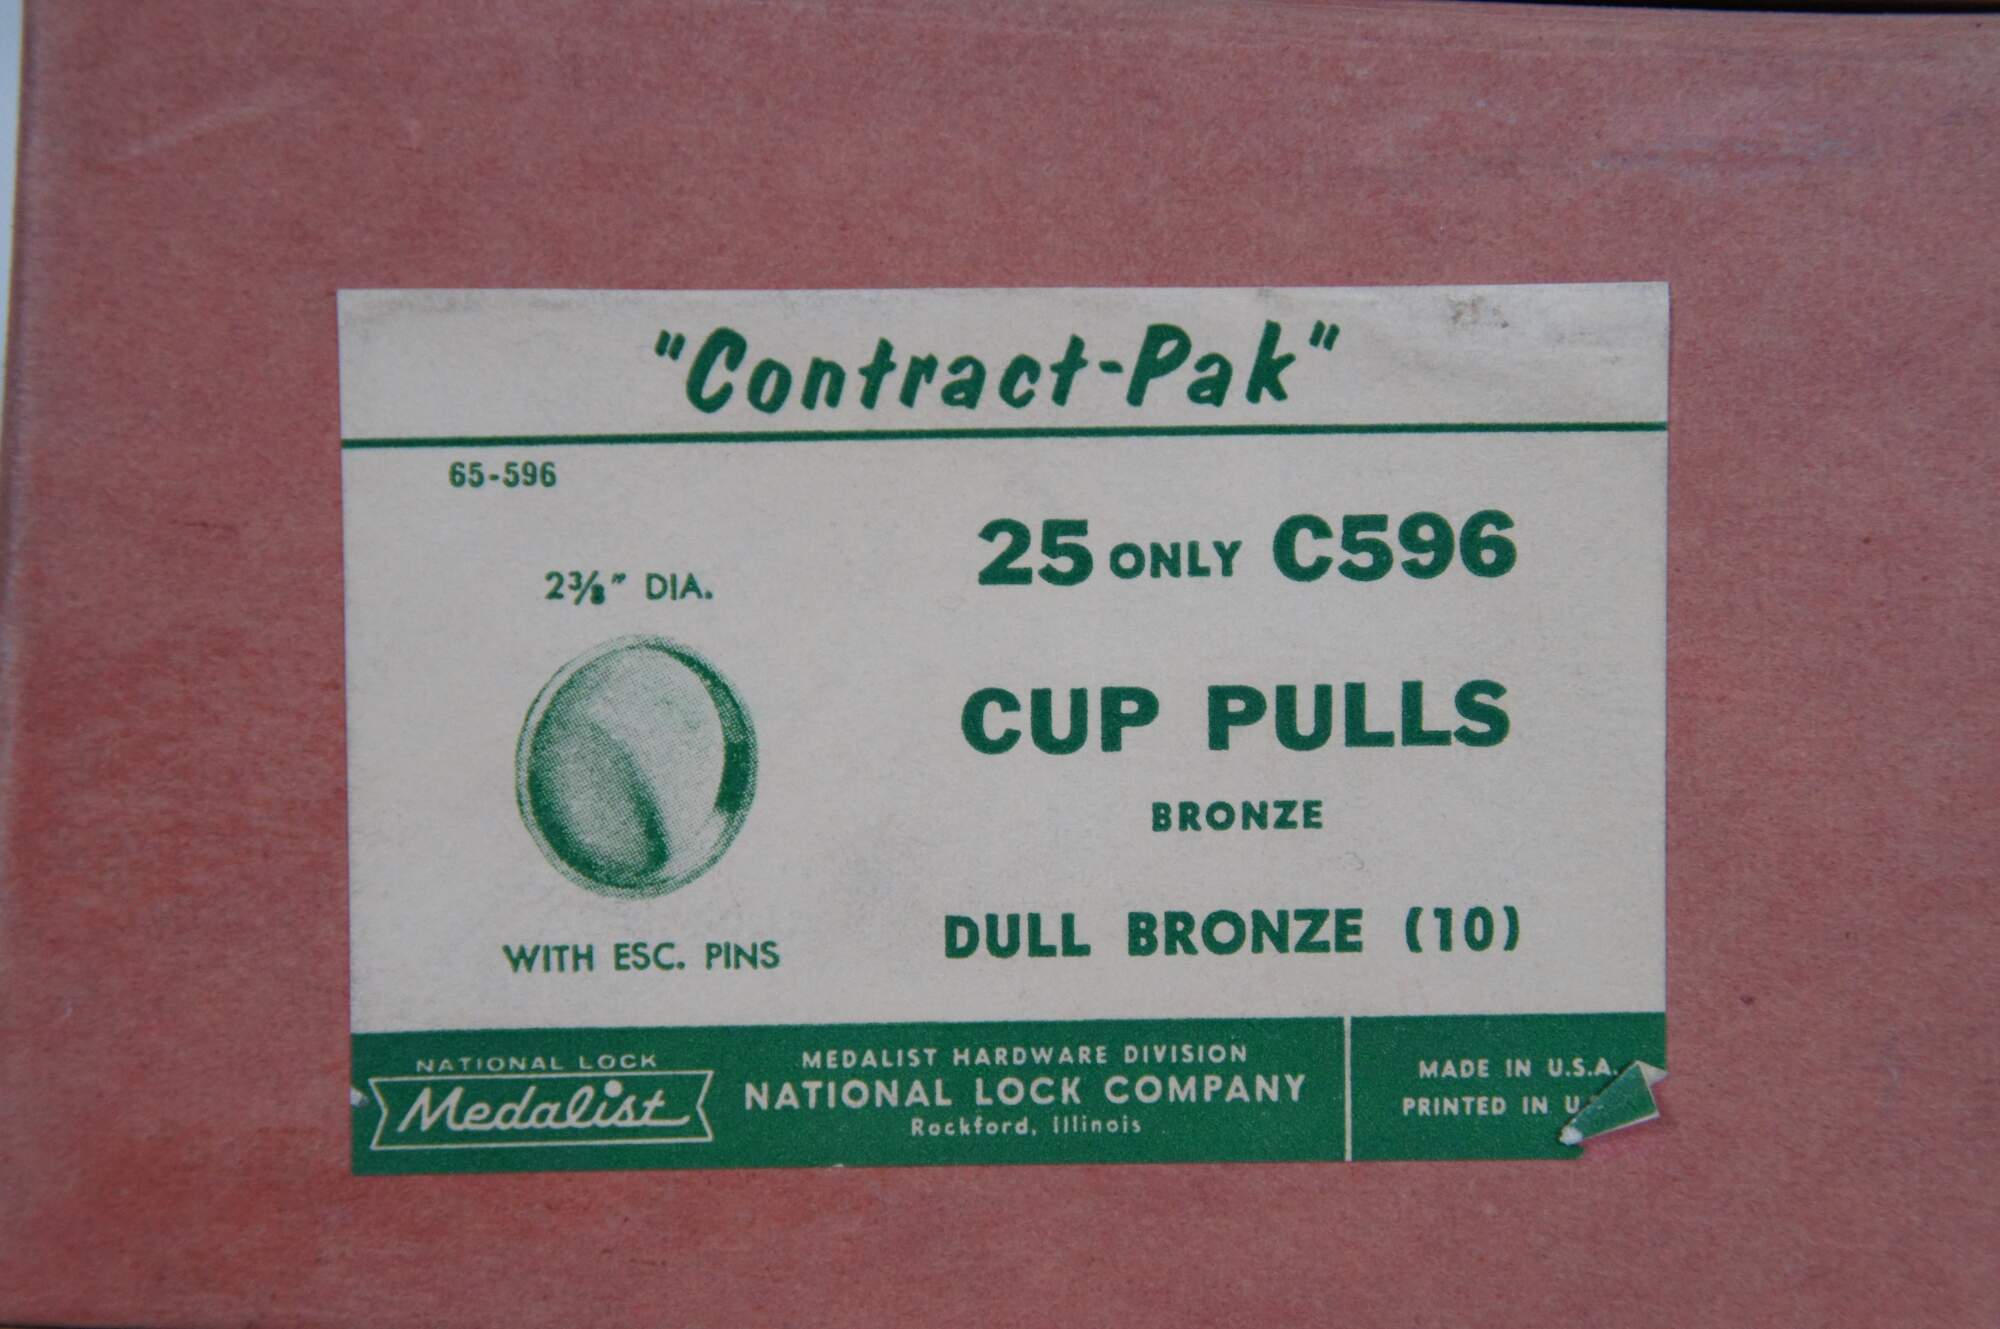 "Contract-Pak"
65-596
2⅜" DIA.
WITH ESC. PINS
25 ONLY C596
CUP PULLS
BRONZE
DULL BRONZE (10)
NATIONAL LOCK
Medalist
MEDALIST HARDWARE DIVISION
NATIONAL LOCK COMPANY
Rockford, Illinois
MADE IN U.S.A.
PRINTED IN